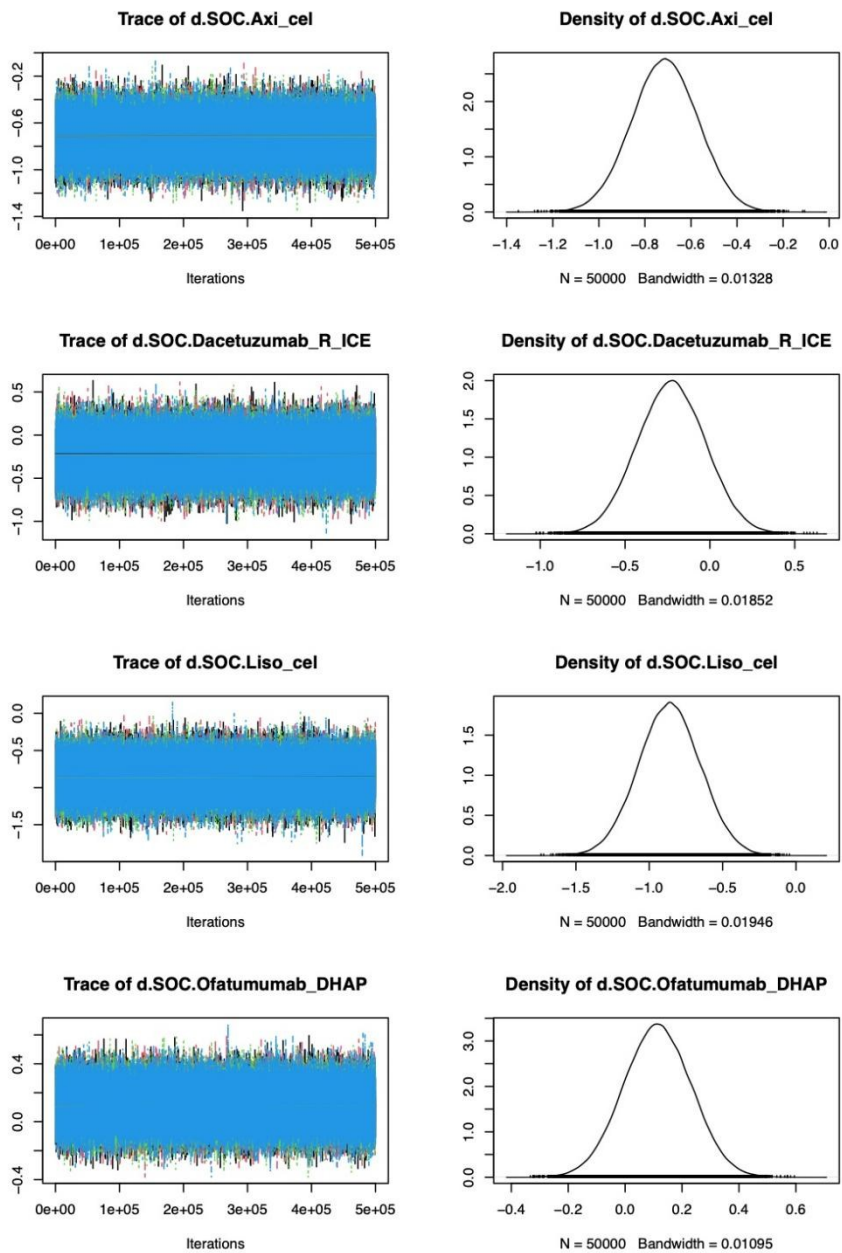 Trace of d.SOC.Axi_cel
−0.2
−0.6
−1.0
−1.4
0e+00 1e+05 2e+05 3e+05 4e+05 5e+05
Iterations
Density of d.SOC.Axi_cel
2.0
1.0
0.0
−1.4 −1.2 −1.0 −0.8 −0.6 −0.4 −0.2 0.0
N = 50000 Bandwidth = 0.01328
Trace of d.SOC.Dacetuzumab_R_ICE
0.5
0.0
−0.5
−1.0
0e+00 1e+05 2e+05 3e+05 4e+05 5e+05
Iterations
Density of d.SOC.Dacetuzumab_R_ICE
2.0
1.5
1.0
0.5
0.0
−1.0 −0.5 0.0 0.5
N = 50000 Bandwidth = 0.01852
Trace of d.SOC.Liso_cel
0.0
−0.5
−1.5
0e+00 1e+05 2e+05 3e+05 4e+05 5e+05
Iterations
Density of d.SOC.Liso_cel
1.5
1.0
0.5
0.0
−2.0 −1.5 −1.0 −0.5 0.0
N = 50000 Bandwidth = 0.01946
Trace of d.SOC.Ofatumumab_DHAP
0.4
0.0
−0.4
0e+00 1e+05 2e+05 3e+05 4e+05 5e+05
Iterations
Density of d.SOC.Ofatumumab_DHAP
3.0
2.0
1.0
0.0
−0.4 −0.2 0.0 0.2 0.4 0.6
N = 50000 Bandwidth = 0.01095